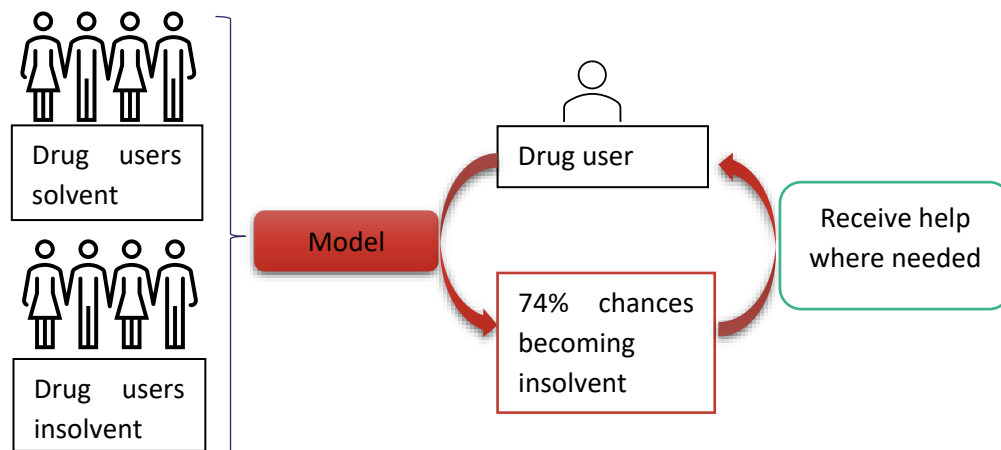 Drug users
solvent
Drug users
insolvent
Model
Drug user
74% chances
becoming
insolvent
Receive help
where needed